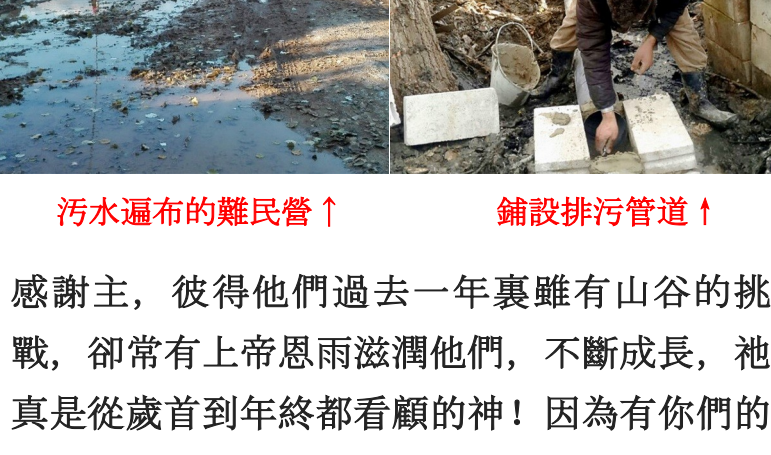 汚水遍布的難民營↑
鋪設排污管道↑
感謝主，彼得他們過去一年裏雖有山谷的挑
戰，卻常有上帝恩雨滋潤他們，不斷成長，祂
真是從歲首到年終都看顧的神！因為有你們的